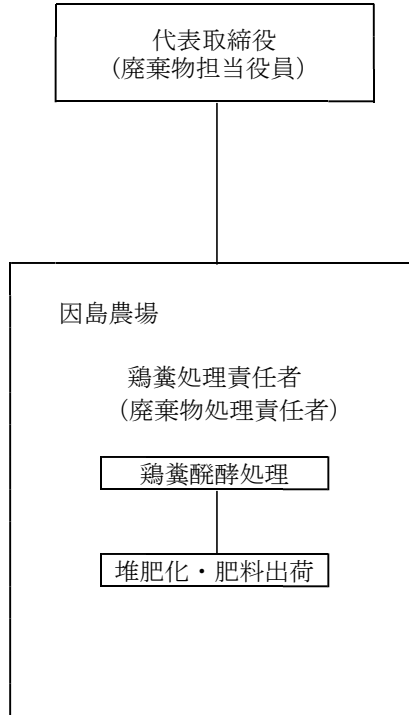 代表取締役
(廃棄物担当役員)
因島農場
鶏糞処理責任者
(廃棄物処理責任者)
鶏糞醗酵処理
堆肥化・肥料出荷